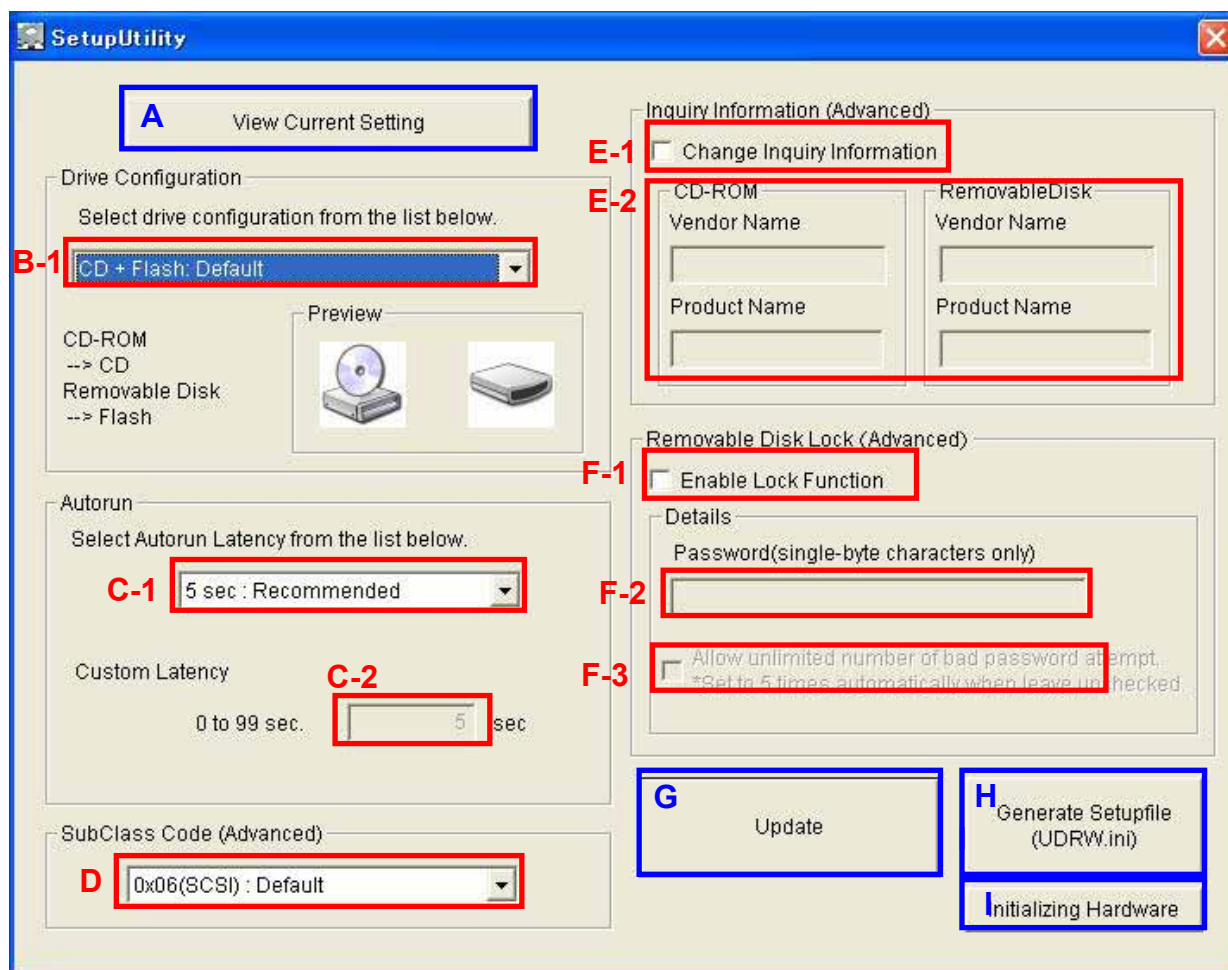 SetupUtility
A View Current Setting
Drive Configuration
Select drive configuration from the list below.
B-1 CD + Flash: Default
Preview
CD-ROM
--> CD
Removable Disk
--> Flash
Autorun
Select Autorun Latency from the list below.
C-1 5 sec : Recommended
Custom Latency
C-2
0 to 99 sec. 5 sec
SubClass Code (Advanced)
D 0x06(SCSI) : Default
Inquiry Information (Advanced)
E-1 Change Inquiry Information
E-2 CD-ROM RemovableDisk
Vendor Name Vendor Name
Product Name Product Name
Removable Disk Lock (Advanced)
F-1 Enable Lock Function
Details
Password(single-byte characters only)
F-2
F-3 Allow unlimited number of bad password attempt.
*Set to 5 times automatically when leave unchecked.
G Update
H Generate Setupfile
(UDRW.ini)
I Initializing Hardware